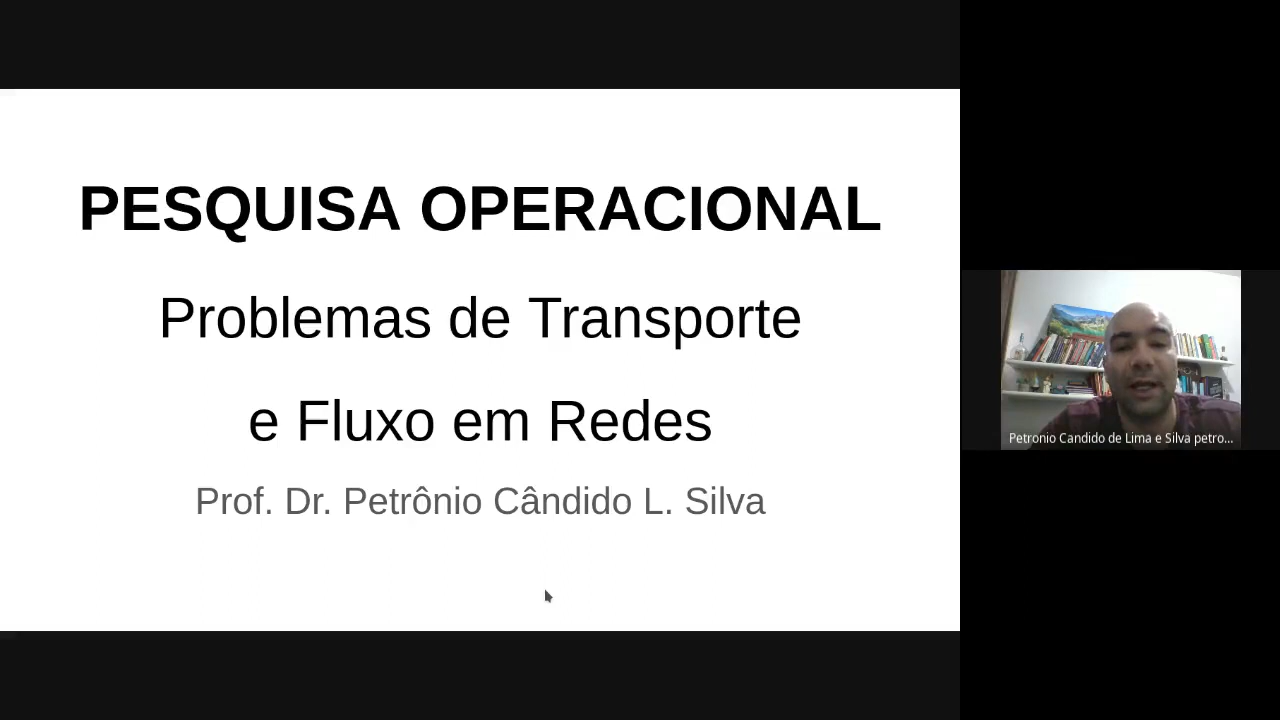 PESQUISA OPERACIONAL
Problemas de Transporte
e Fluxo em Redes
Prof. Dr. Petrônio Cândido L. Silva
Petronio Candido de Lima e Silva petro...